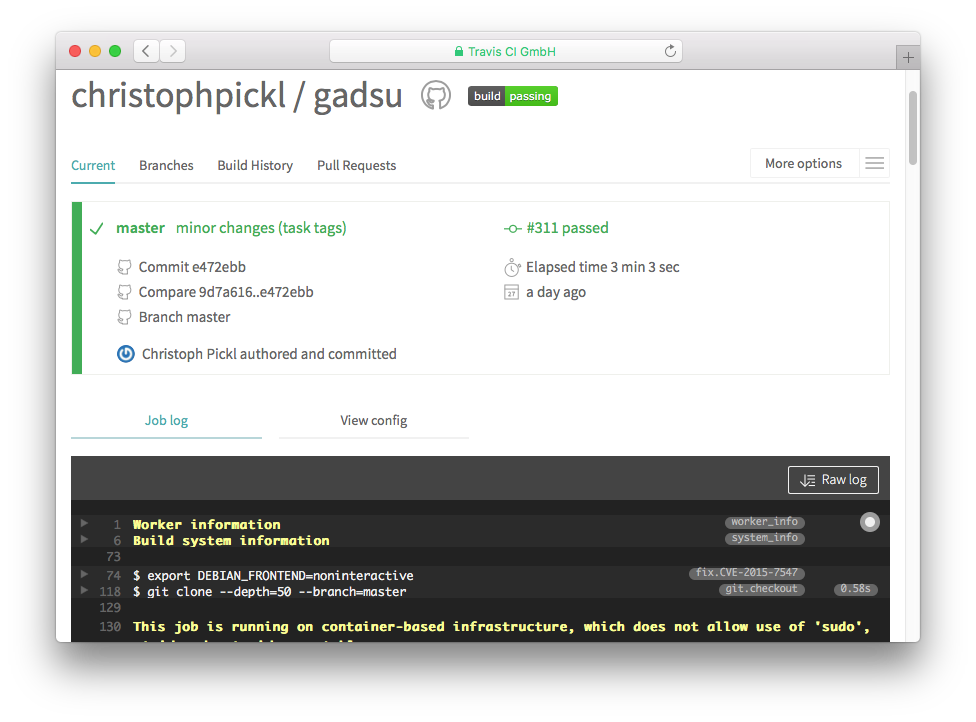 Travis CI GmbH
christophpickl / gadsu
build passing
Current Branches Build History Pull Requests
More options
master minor changes (task tags)
#311 passed
Commit e472ebb
Elapsed time 3 min 3 sec
Compare 9d7a616..e472ebb
27 a day ago
Branch master
Christoph Pickl authored and committed
Job log View config
Raw log
1 Worker information worker_info
6 Build system information system_info
73
74 $ export DEBIAN_FRONTEND=noninteractive fix.CVE-2015-7547
118 $ git clone --depth=50 --branch=master git.checkout 0.58s
129
130 This job is running on container-based infrastructure, which does not allow use of 'sudo',